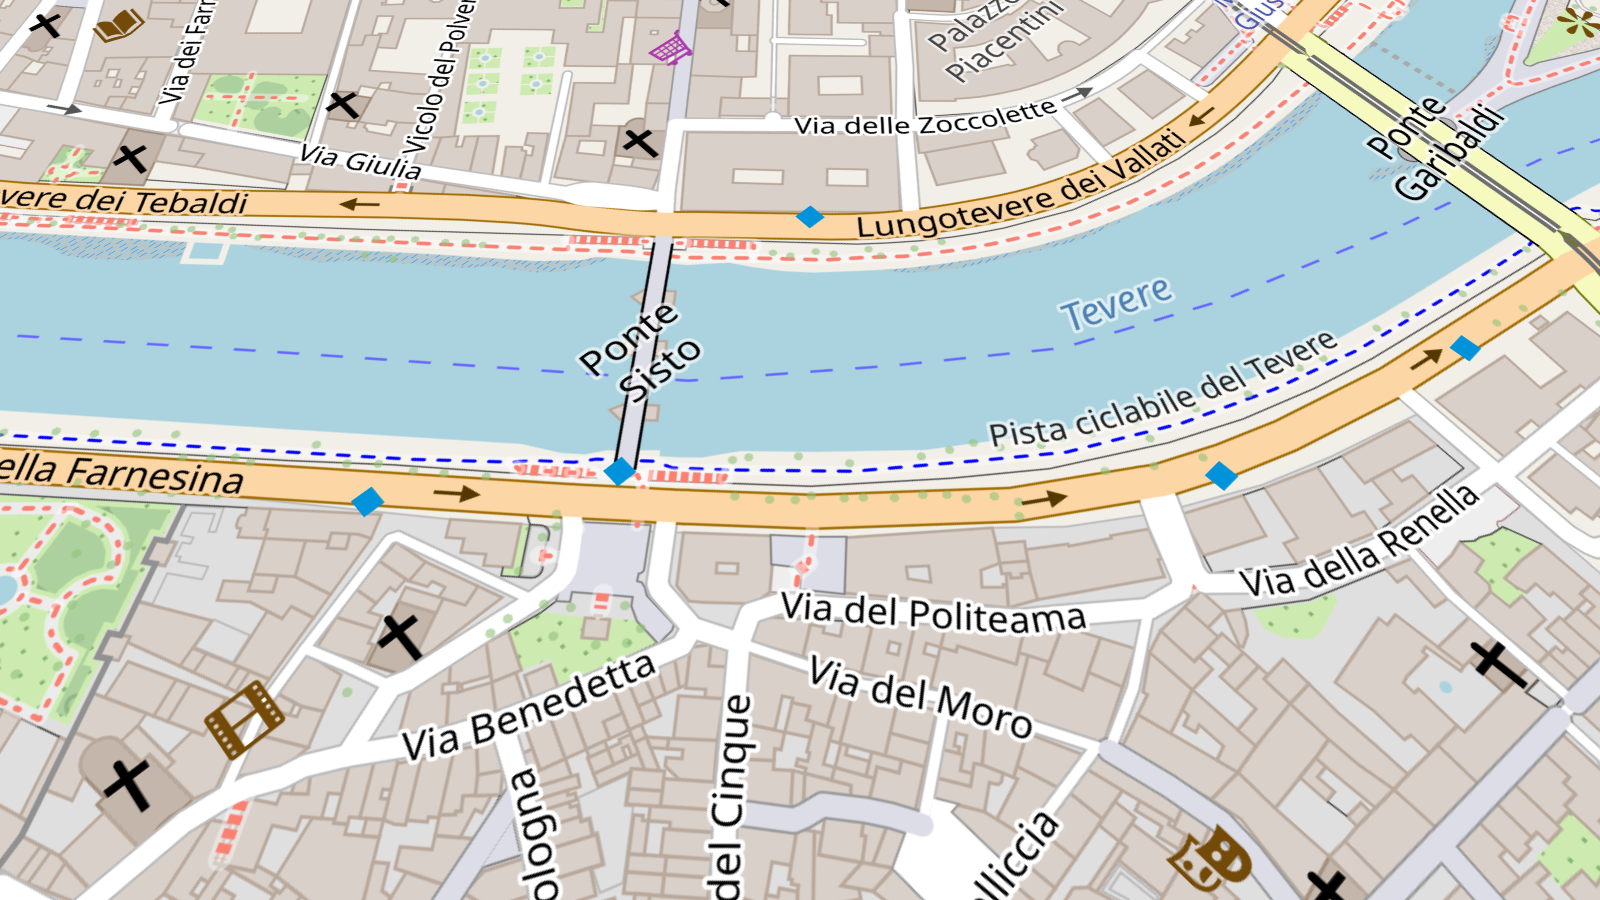 Via dei Farn
Vicolo del Polver
Palazzo
Piacentini
Gius
Via delle Zoccolette
Via Giulia
vere dei Tebaldi
Lungotevere dei Vallati
Ponte
Garibaldi
Tevere
Ponte
Sisto
Pista ciclabile del Tevere
ella Farnesina
Via della Renella
Via del Politeama
Via Benedetta
Via del Moro
ologna
del Cinque
elliccia